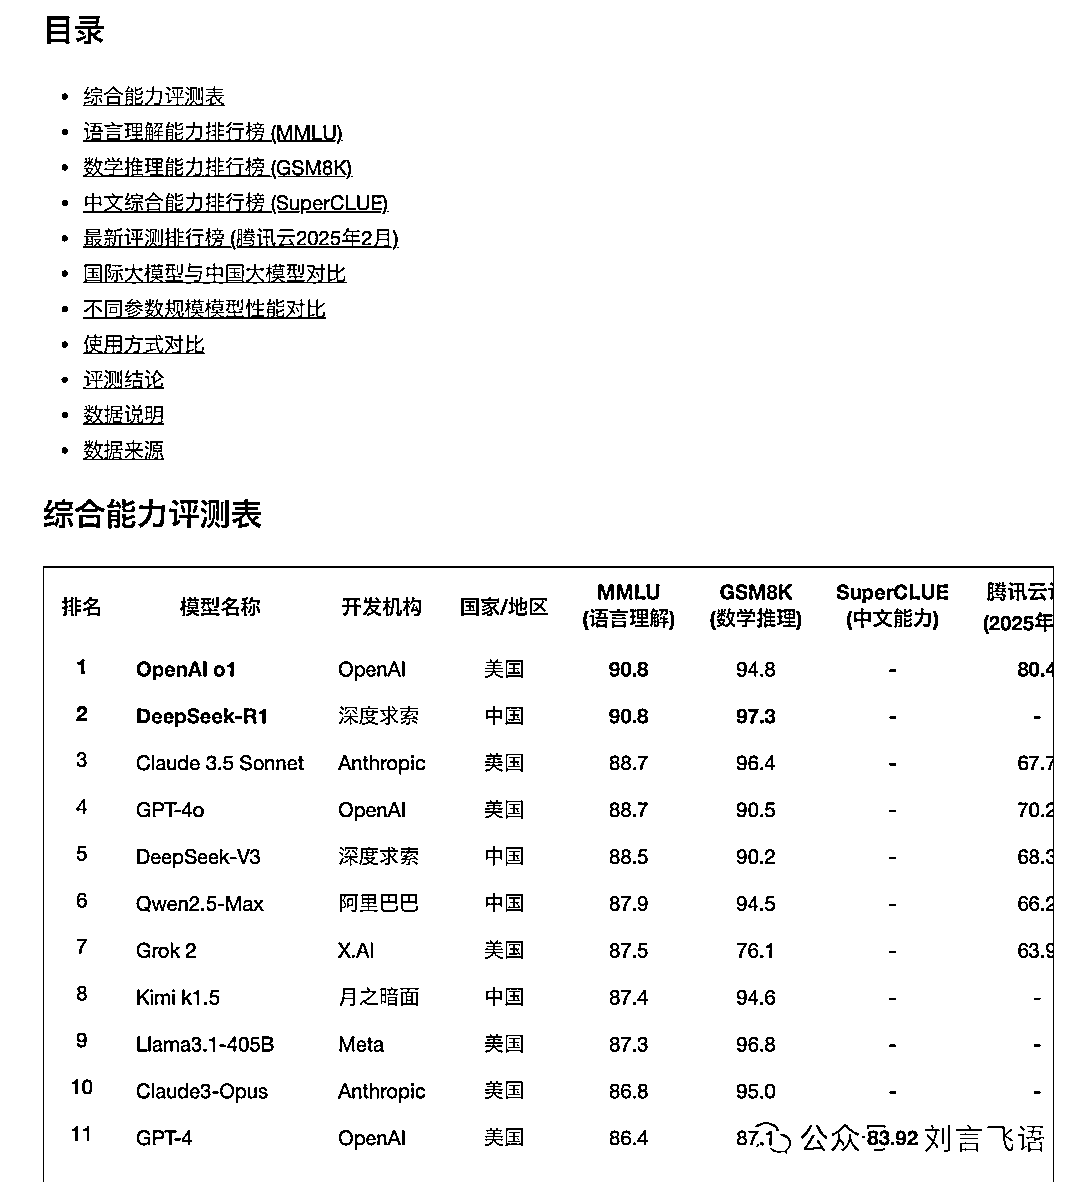 目录
综合能力评测表
语言理解能力排行榜 (MMLU)
数学推理能力排行榜 (GSM8K)
中文综合能力排行榜 (SuperCLUE)
最新评测排行榜 (腾讯云2025年2月)
国际大模型与中国大模型对比
不同参数规模模型性能对比
使用方式对比
评测结论
数据说明
数据来源
综合能力评测表
排名 模型名称 开发机构 国家/地区 MMLU (语言理解) GSM8K (数学推理) SuperCLUE (中文能力) 腾讯云 (2025年
1 OpenAI o1 OpenAI 美国 90.8 94.8 - 80.4
2 DeepSeek-R1 深度求索 中国 90.8 97.3 - -
3 Claude 3.5 Sonnet Anthropic 美国 88.7 96.4 - 67.7
4 GPT-4o OpenAI 美国 88.7 90.5 - 70.2
5 DeepSeek-V3 深度求索 中国 88.5 90.2 - 68.3
6 Qwen2.5-Max 阿里巴巴 中国 87.9 94.5 - 66.2
7 Grok 2 X.AI 美国 87.5 76.1 - 63.9
8 Kimi k1.5 月之暗面 中国 87.4 94.6 - -
9 Llama3.1-405B Meta 美国 87.3 96.8 - -
10 Claude3-Opus Anthropic 美国 86.8 95.0 - -
11 GPT-4 OpenAI 美国 86.4 87.1 83.92
公众号·刘言飞语